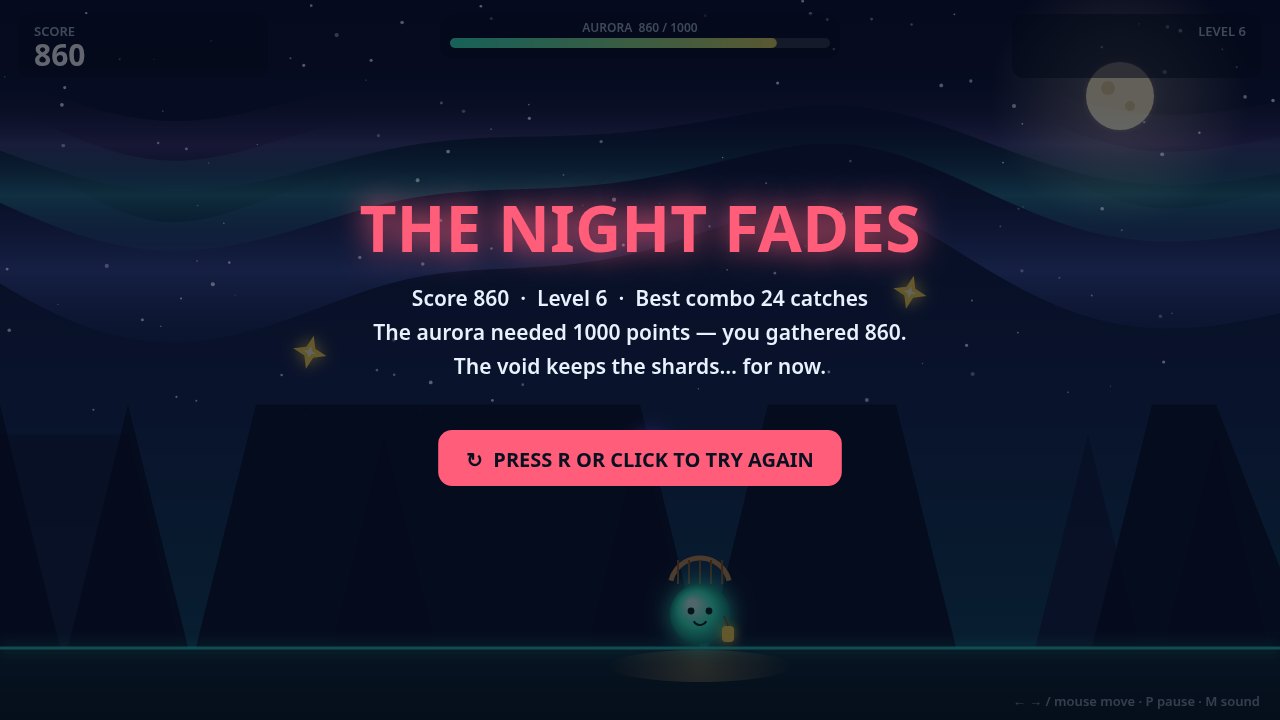 SCORE
860
AURORA 860 / 1000
LEVEL 6
THE NIGHT FADES
Score 860 · Level 6 · Best combo 24 catches
The aurora needed 1000 points — you gathered 860.
The void keeps the shards... for now.
↻ PRESS R OR CLICK TO TRY AGAIN
← → / mouse move · P pause · M sound